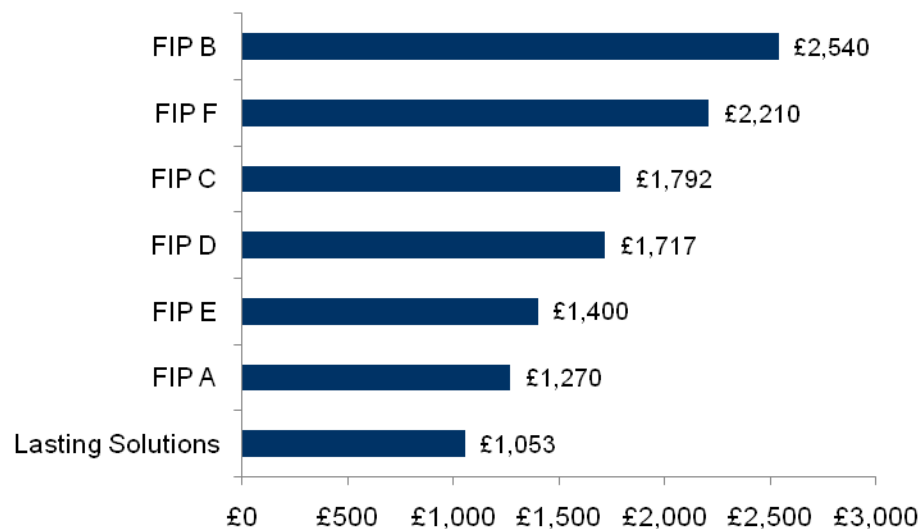 FIP B £2,540
FIP F £2,210
FIP C £1,792
FIP D £1,717
FIP E £1,400
FIP A £1,270
Lasting Solutions £1,053
£0 £500 £1,000 £1,500 £2,000 £2,500 £3,000